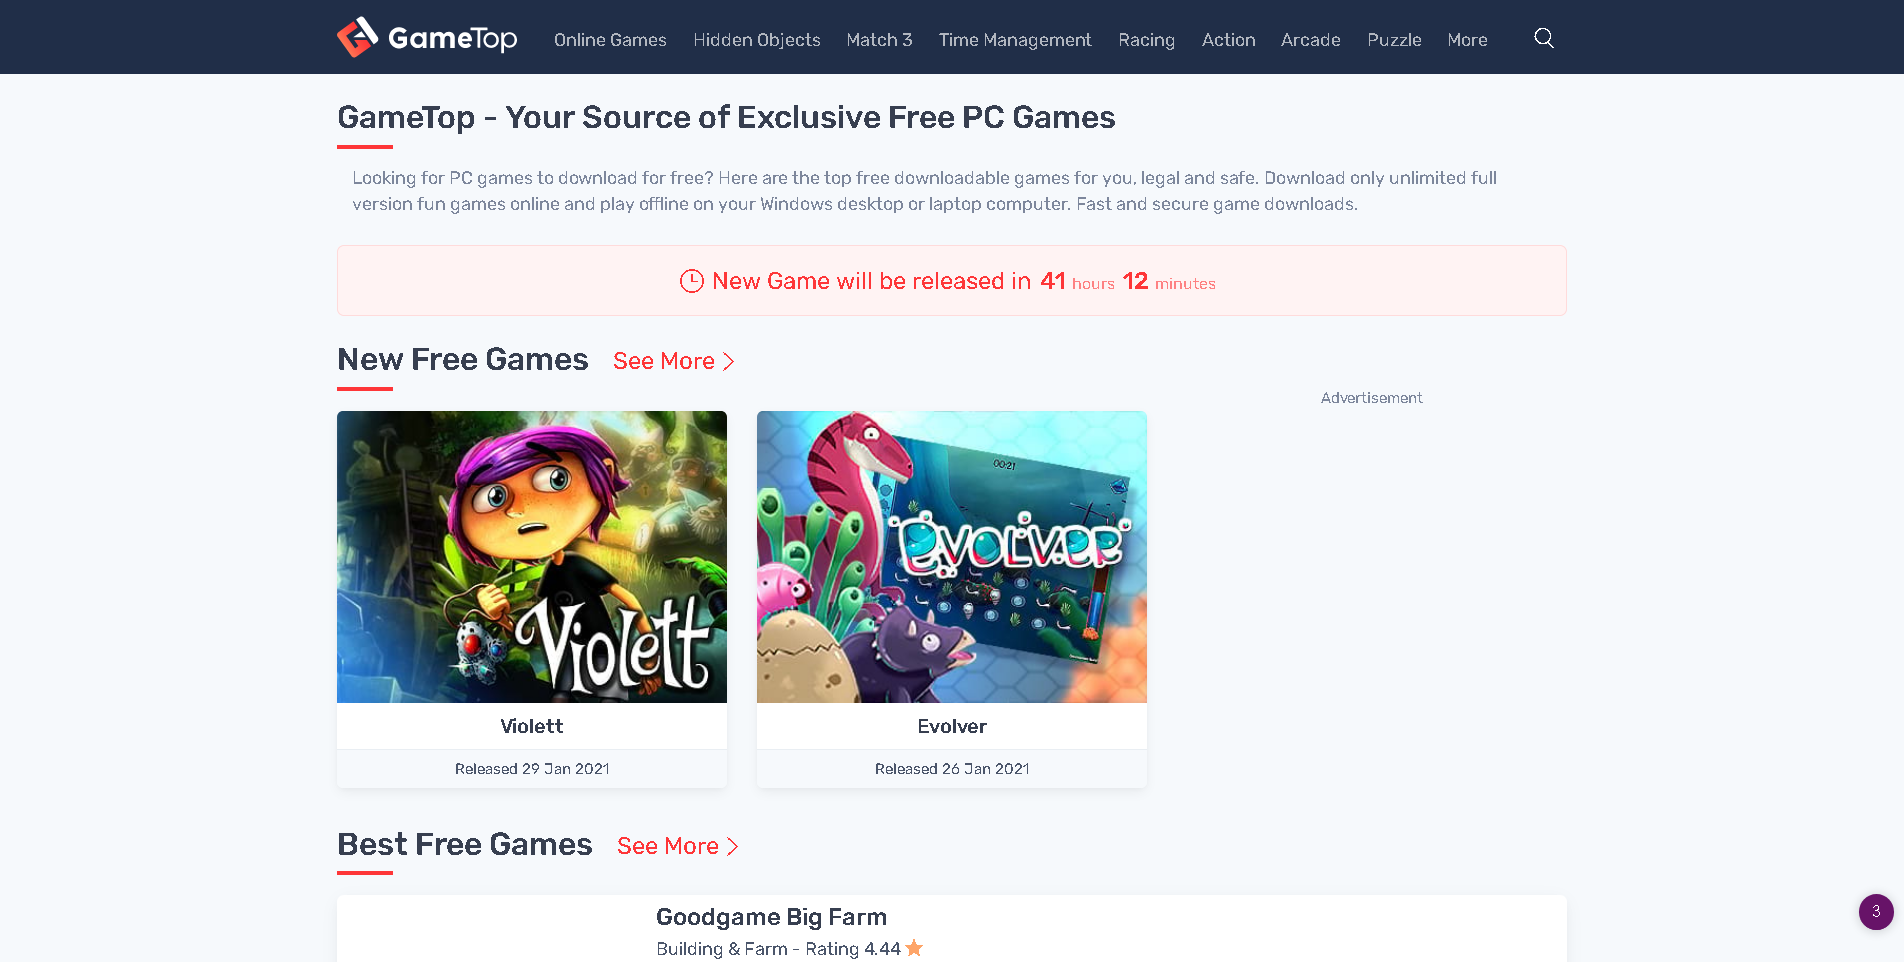 GameTop
Online Games
Hidden Objects
Match 3
Time Management
Racing
Action
Arcade
Puzzle
More
GameTop - Your Source of Exclusive Free PC Games
Looking for PC games to download for free? Here are the top free downloadable games for you, legal and safe. Download only unlimited full
version fun games online and play offline on your Windows desktop or laptop computer. Fast and secure game downloads.
New Game will be released in 41 hours 12 minutes
New Free Games
See More
Advertisement
Violett
00:21
Evolver
Violett
Evolver
Released 29 Jan 2021
Released 26 Jan 2021
Best Free Games
See More
Goodgame Big Farm
Building & Farm - Rating 4.44
3